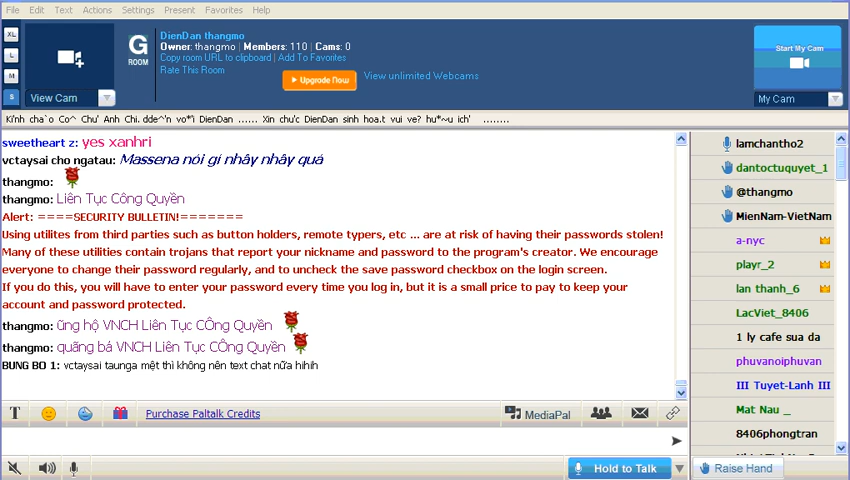 File Edit Text Actions Settings Present Favorites Help
XL
L
M
S
View Cam
G
ROOM
DienDan thangmo
Owner: thangmo | Members: 110 | Cams: 0
Copy room URL to clipboard | Add To Favorites
Rate This Room
Upgrade Now
View unlimited Webcams
Start My Cam
My Cam
Ki'nh cha`o Co^ Chu' Anh Chi. dde^'n vo*'i DienDan ...... Xin chu'c DienDan sinh hoa.t vui ve? hu*~u ich' ........
sweetheart z: yes xanhri
vctaysai cho ngatau: Massena nói gì nhây nhây quá
thangmo:
thangmo: Liên Tục Công Quyền
Alert: ====SECURITY BULLETIN!=======
Using utilites from third parties such as button holders, remote typers, etc ... are at risk of having their passwords stolen!
Many of these utilities contain trojans that report your nickname and password to the program's creator. We encourage
everyone to change their password regularly, and to uncheck the save password checkbox on the login screen.
If you do this, you will have to enter your password every time you log in, but it is a small price to pay to keep your
account and password protected.
thangmo: ũng hộ VNCH Liên Tục CÔng Quyền
thangmo: quãng bá VNCH Liên Tục CÔng Quyền
BUNG BO 1: vctaysai taunga mệt thì không nên text chat nữa hihih
T
Purchase Paltalk Credits
MediaPal
Hold to Talk
lamchantho2
dantoctuquyet_1
@thangmo
MienNam-VietNam
a-nyc
playr_2
lan thanh_6
LacViet_8406
1 ly cafe sua da
phuvanoiphuvan
III Tuyet-Lanh III
Mat Nau _
8406phongtran
Raise Hand